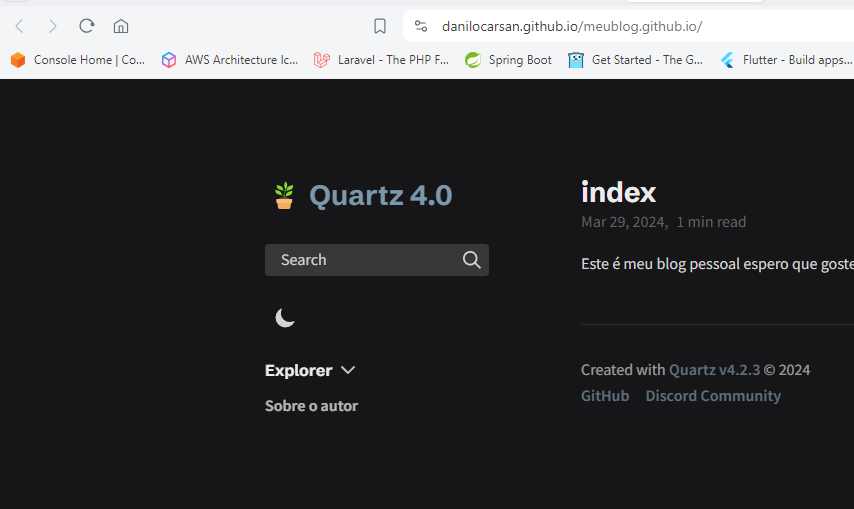 danilocarsan.github.io/meublog.github.io/
Console Home | Co... AWS Architecture Ic... Laravel - The PHP F... Spring Boot Get Started - The G... Flutter - Build apps...
Quartz 4.0
Search
Explorer
Sobre o autor
index
Mar 29, 2024, 1 min read
Este é meu blog pessoal espero que goste
Created with Quartz v4.2.3 © 2024
GitHub Discord Community